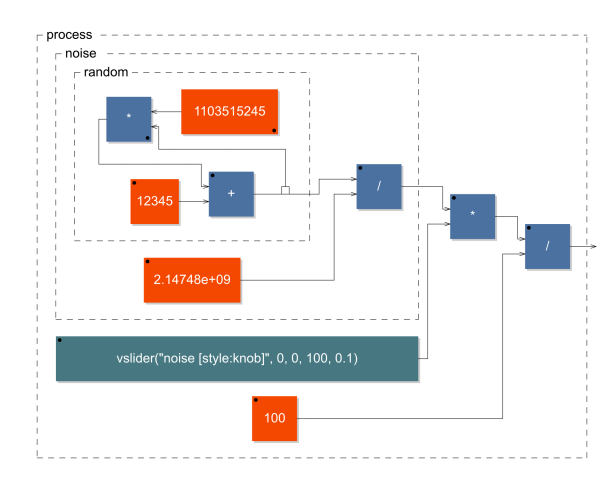 process
noise
random
*
1103515245
12345
+
/
*
/
2.14748e+09
vslider("noise [style:knob]", 0, 0, 100, 0.1)
100